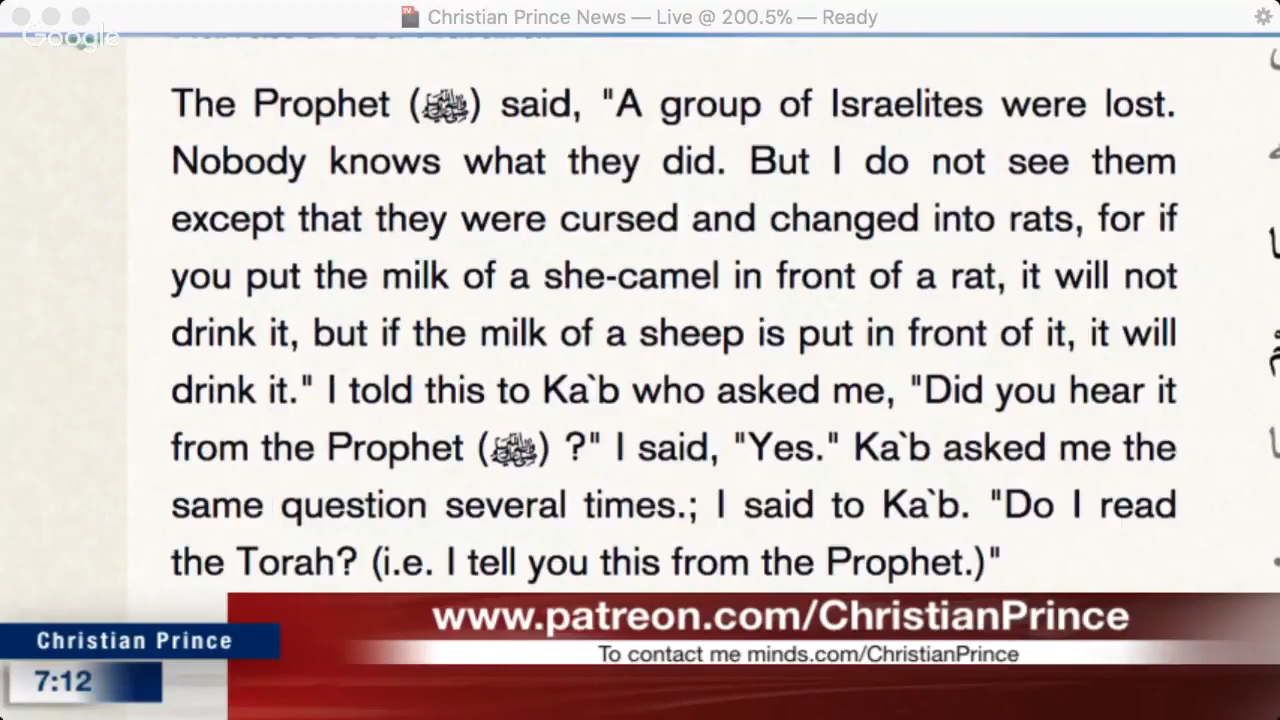 Christian Prince News — Live @ 200.5% — Ready
Google
The Prophet (ﷺ) said, "A group of Israelites were lost.
Nobody knows what they did. But I do not see them
except that they were cursed and changed into rats, for if
you put the milk of a she-camel in front of a rat, it will not
drink it, but if the milk of a sheep is put in front of it, it will
drink it." I told this to Ka`b who asked me, "Did you hear it
from the Prophet (ﷺ) ?" I said, "Yes." Ka`b asked me the
same question several times.; I said to Ka`b. "Do I read
the Torah? (i.e. I tell you this from the Prophet.)"
www.patreon.com/ChristianPrince
Christian Prince
To contact me minds.com/ChristianPrince
7:12